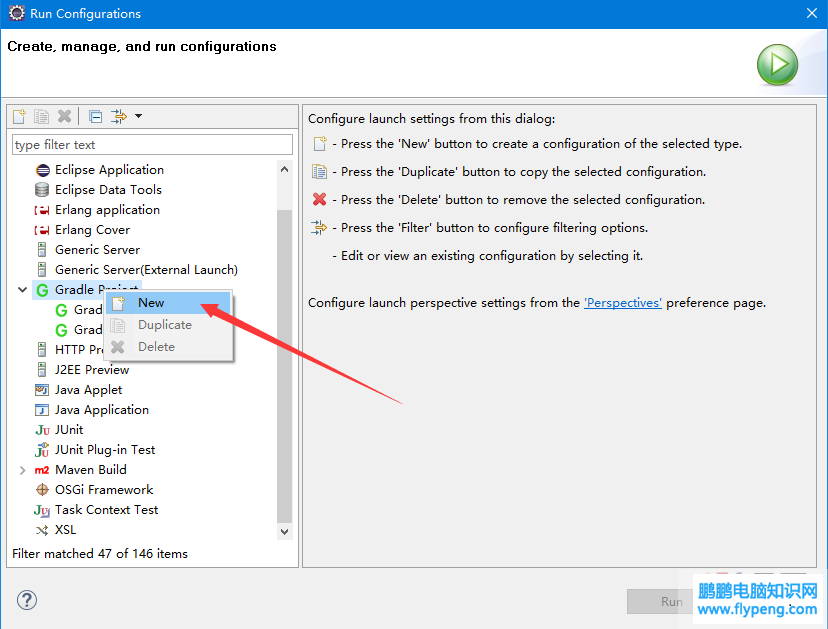 Run Configurations
Create, manage, and run configurations
type filter text
Eclipse Application
Eclipse Data Tools
Erlang application
Erlang Cover
Generic Server
Generic Server(External Launch)
Gradle Project
Grad
Grad
HTTP Pre
J2EE Preview
Java Applet
Java Application
JUnit
JUnit Plug-in Test
m2 Maven Build
OSGi Framework
Task Context Test
XSL
Filter matched 47 of 146 items
New
Duplicate
Delete
Configure launch settings from this dialog:
- Press the 'New' button to create a configuration of the selected type.
- Press the 'Duplicate' button to copy the selected configuration.
- Press the 'Delete' button to remove the selected configuration.
- Press the 'Filter' button to configure filtering options.
- Edit or view an existing configuration by selecting it.
Configure launch perspective settings from the 'Perspectives' preference page.
Run
鹏鹏电脑知识网
www.flypeng.com